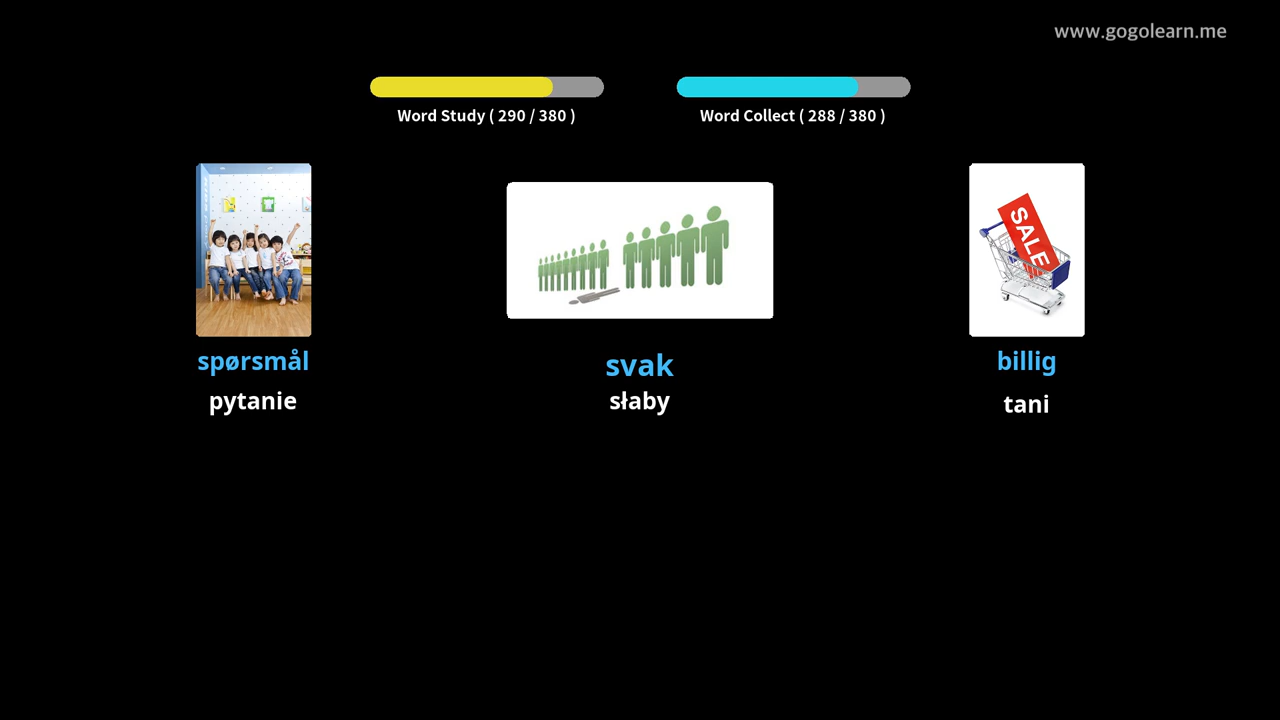 www.gogolearn.me
Word Study ( 290 / 380 )
Word Collect ( 288 / 380 )
SALE
spørsmål
pytanie
svak
słaby
billig
tani